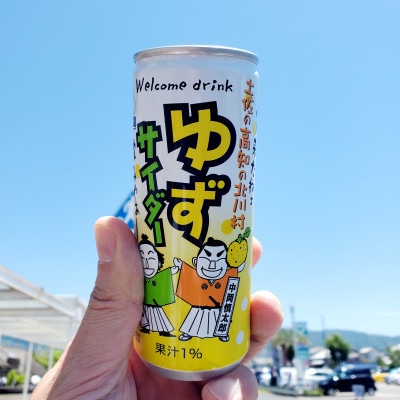 Welcome drink
土佐の高知の北川村
ゆず
サイダー
中岡慎太郎
果汁1%